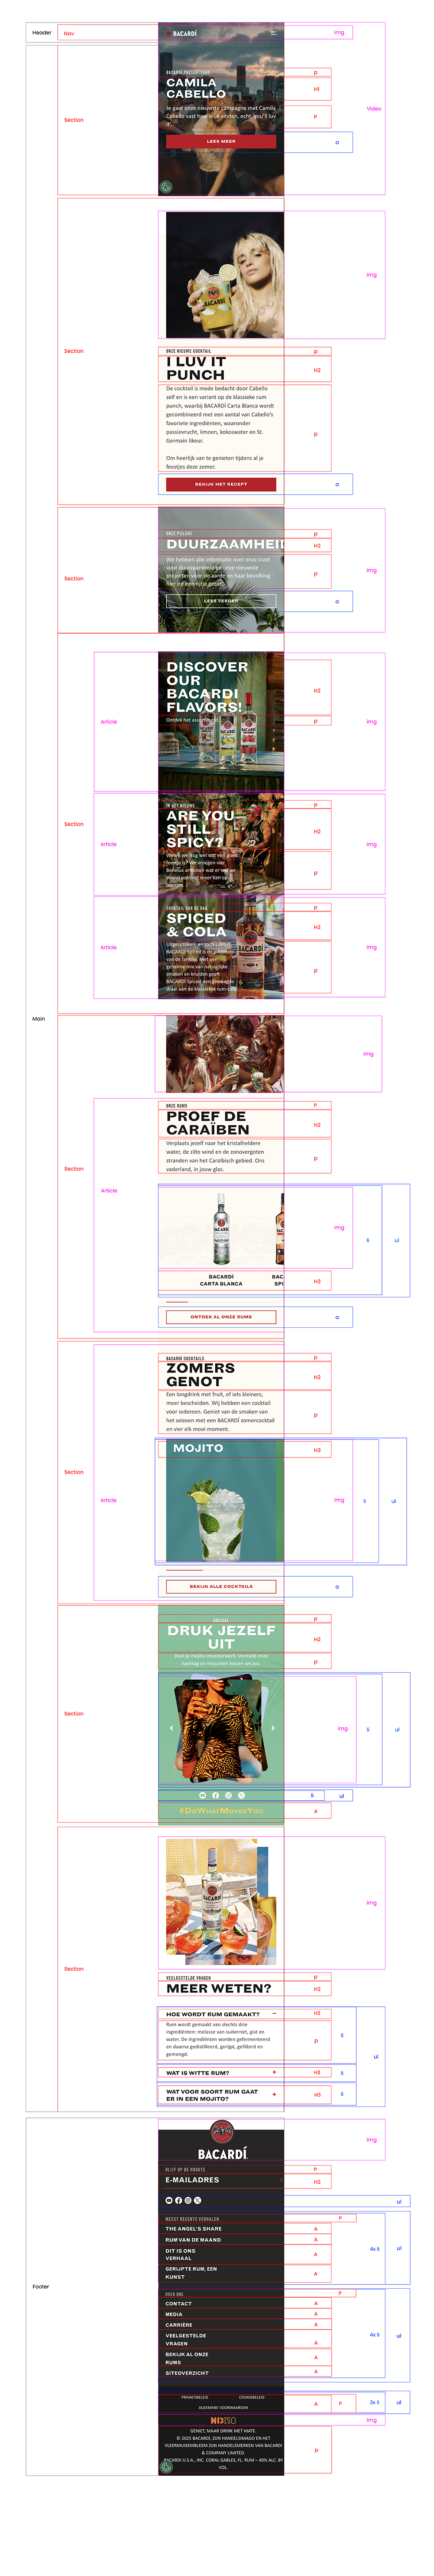 Header
Nav
BACARDÍ
img
Video
Section
BACARDÍ PRESENTEERT
P
CAMILA
CABELLO
H1
Je gaat onze nieuwste campagne met Camila
Cabello vast heel leuk vinden, echt, you'll luv
it'.
P
LEES MEER
a
Section
img
ONZE NIEUWE COCKTAIL
p
I LUV IT
PUNCH
H2
De cocktail is mede bedacht door Cabello
zelf en is een variant op de klassieke rum
punch, waarbij BACARDÍ Carta Blanca wordt
gecombineerd met een aantal van Cabello's
favoriete ingrediënten, waaronder
passievrucht, limoen, kokoswater en St.
Germain likeur.
Om heerlijk van te genieten tijdens al je
feestjes deze zomer.
p
BEKIJK HET RECEPT
a
Section
ONZE PIJLERS
p
DUURZAAMHEI
H2
We hebben alle informatie over onze inzet
voor duurzaamheid en onze nieuwste
projecten voor de aarde en haar bevolking
hier op een rijtje gezet.
p
img
LEES VERDER
a
Section
Article
DISCOVER
OUR
BACARDI
FLAVORS!
H2
Ontdek het assortiment.
p
img
Article
IN HET NIEUWS
p
ARE YOU
STILL
SPICY?
H2
img
p
Article
COCKTAIL VAN DE DAG
p
SPICED
& COLA
H2
img
p
BACARDÍ
Main
img
Section
Article
ONZE RUMS
p
PROEF DE
CARAÏBEN
H2
Verplaats jezelf naar het kristalheldere
water, de zilte wind en de zonovergoten
stranden van het Caraïbisch gebied. Ons
vaderland, in jouw glas.
p
img
li
ul
BACARDÍ
CARTA BLANCA
BAC
SPI
H3
ONTDEK AL ONZE RUMS
a
Section
Article
BACARDÍ COCKTAILS
p
ZOMERS
GENOT
H2
Een longdrink met fruit, of iets kleiners,
meer bescheiden. Wij hebben een cocktail
voor iedereen. Geniet van de smaken van
het seizoen met een BACARDÍ zomercocktail
en vier elk mooi moment.
p
MOJITO
H3
img
li
ul
BEKIJK ALLE COCKTAILS
a
Section
SOCIALS
p
DRUK JEZELF
UIT
H2
Deel je mojito-meesterwerk. Vermeld onze
hashtag en misschien kiezen we jou.
p
img
li
ul
li
ul
#DoWhatMovesYou
A
Section
img
VEELGESTELDE VRAGEN
p
MEER WETEN?
H2
HOE WORDT RUM GEMAAKT?
H3
Rum wordt gemaakt van slechts drie
ingrediënten: melasse van suikerriet, gist en
water. De ingrediënten worden gefermenteerd
en daarna gedistilleerd, gerijpt, gefilterd en
gemengd.
p
li
ul
WAT IS WITTE RUM?
+
H3
li
WAT VOOR SOORT RUM GAAT
ER IN EEN MOJITO?
+
H3
li
Footer
BACARDÍ.
img
BLIJF OP DE HOOGTE
P
E-MAILADRES
H2
ul
MEEST RECENTE VERHALEN
P
THE ANGEL'S SHARE
A
RUM VAN DE MAAND
A
DIT IS ONS
VERHAAL
A
4x li
ul
GERIJPTE RUM, EEN
KUNST
A
OVER ONS
P
CONTACT
A
MEDIA
A
CARRIÈRE
A
VEELGESTELDE
VRAGEN
A
4x li
ul
BEKIJK AL ONZE
RUMS
A
SITEOVERZICHT
A
PRIVACYBELEID
COOKIEBELEID
ALGEMENE VOORWAARDEN
A
P
3x li
ul
NIX18
img
GENIET, MAAR DRINK MET MATE.
© 2025 BACARDÍ, ZIJN HANDELSIMAGO EN HET
VLEERMUISEMBLEEM ZIJN HANDELSMERKEN VAN BACARDI
& COMPANY LIMITED.
BACARDI U.S.A., INC. CORAL GABLES, FL. RUM – 40% ALC. BY
VOL.
p